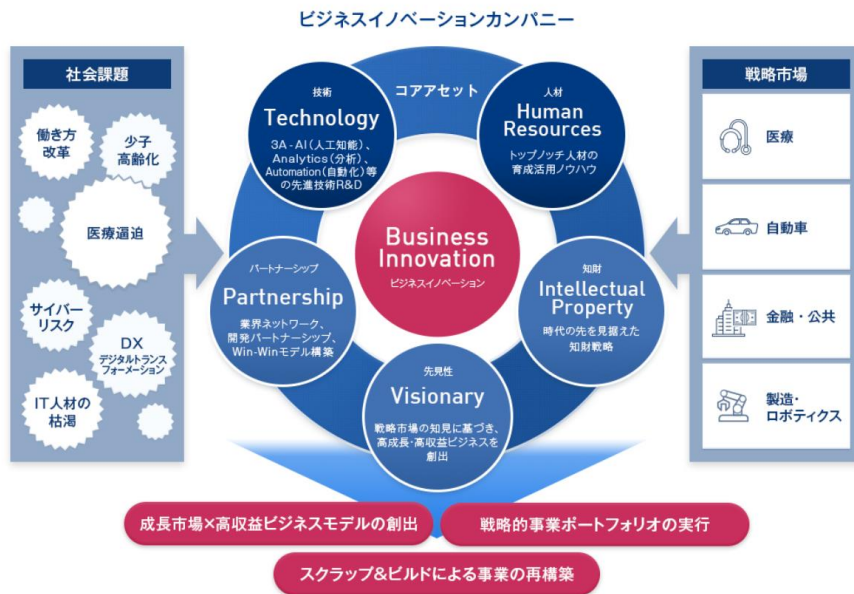 ビジネスイノベーションカンパニー
社会課題
働き方
改革
少子
高齢化
医療逼迫
サイバー
リスク
DX
デジタルトランス
フォーメーション
IT人材の
枯渇
コアアセット
技術
Technology
3A - AI(人工知能)、
Analytics(分析)、
Automation(自動化)等
の先進技術R&D
人材
Human
Resources
トップノッチ人材の
育成活用ノウハウ
Business
Innovation
ビジネスイノベーション
パートナーシップ
Partnership
業界ネットワーク、
開発パートナーシップ、
Win-Winモデル構築
知財
Intellectual
Property
時代の先を見据えた
知財戦略
先見性
Visionary
戦略市場の知見に基づき、
高成長・高収益ビジネスを
創出
戦略市場
医療
自動車
金融・公共
製造・
ロボティクス
成長市場×高収益ビジネスモデルの創出
戦略的事業ポートフォリオの実行
スクラップ&ビルドによる事業の再構築